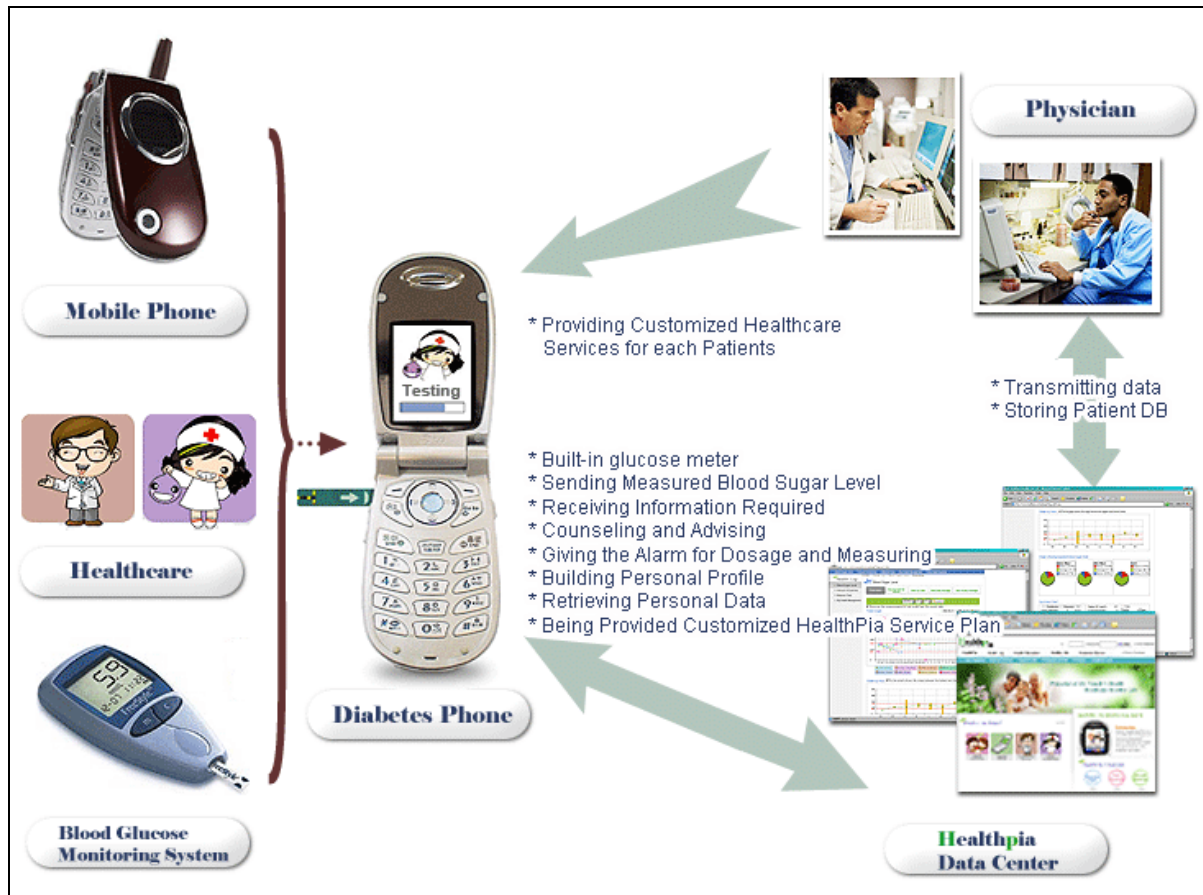 Physician
Mobile Phone
Testing
* Providing Customized Healthcare
Services for each Patients
* Transmitting data
* Storing Patient DB
* Built-in glucose meter
* Sending Measured Blood Sugar Level
* Receiving Information Required
* Counseling and Advising
* Giving the Alarm for Dosage and Measuring
* Building Personal Profile
* Retrieving Personal Data
* Being Provided Customized HealthPia Service Plan
Healthcare
5.9
FreeStyle
Diabetes Phone
Blood Glucose
Monitoring System
Healthpia
Data Center